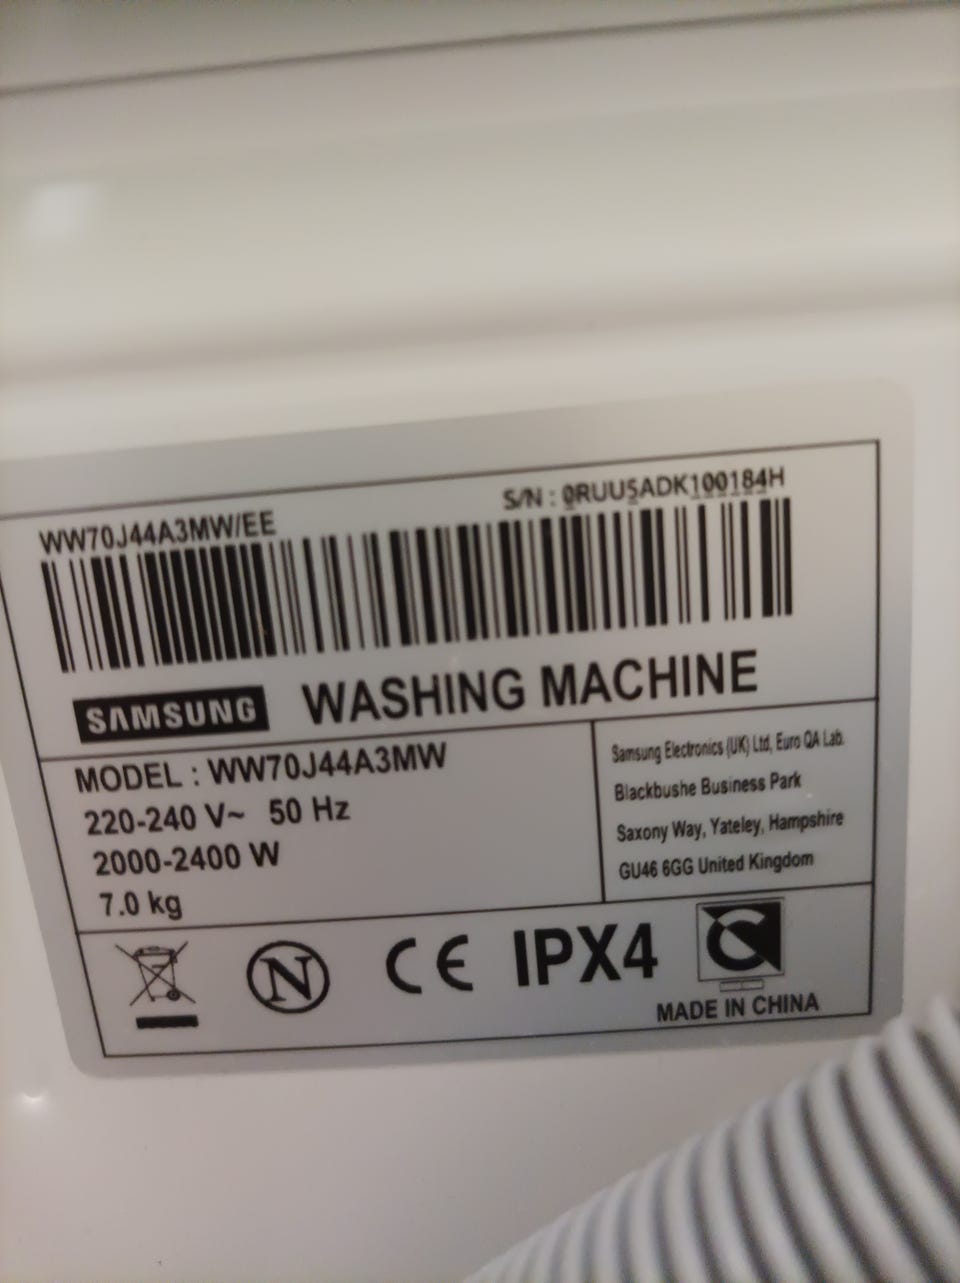 WW70J44A3MW/EE
S/N : 0RUU5ADK100184H
SAMSUNG WASHING MACHINE
MODEL : WW70J44A3MW
220-240 V~ 50 Hz
2000-2400 W
7.0 kg
Samsung Electronics (UK) Ltd, Euro QA Lab.
Blackbushe Business Park
Saxony Way, Yateley, Hampshire
GU46 6GG United Kingdom
N CE IPX4
MADE IN CHINA